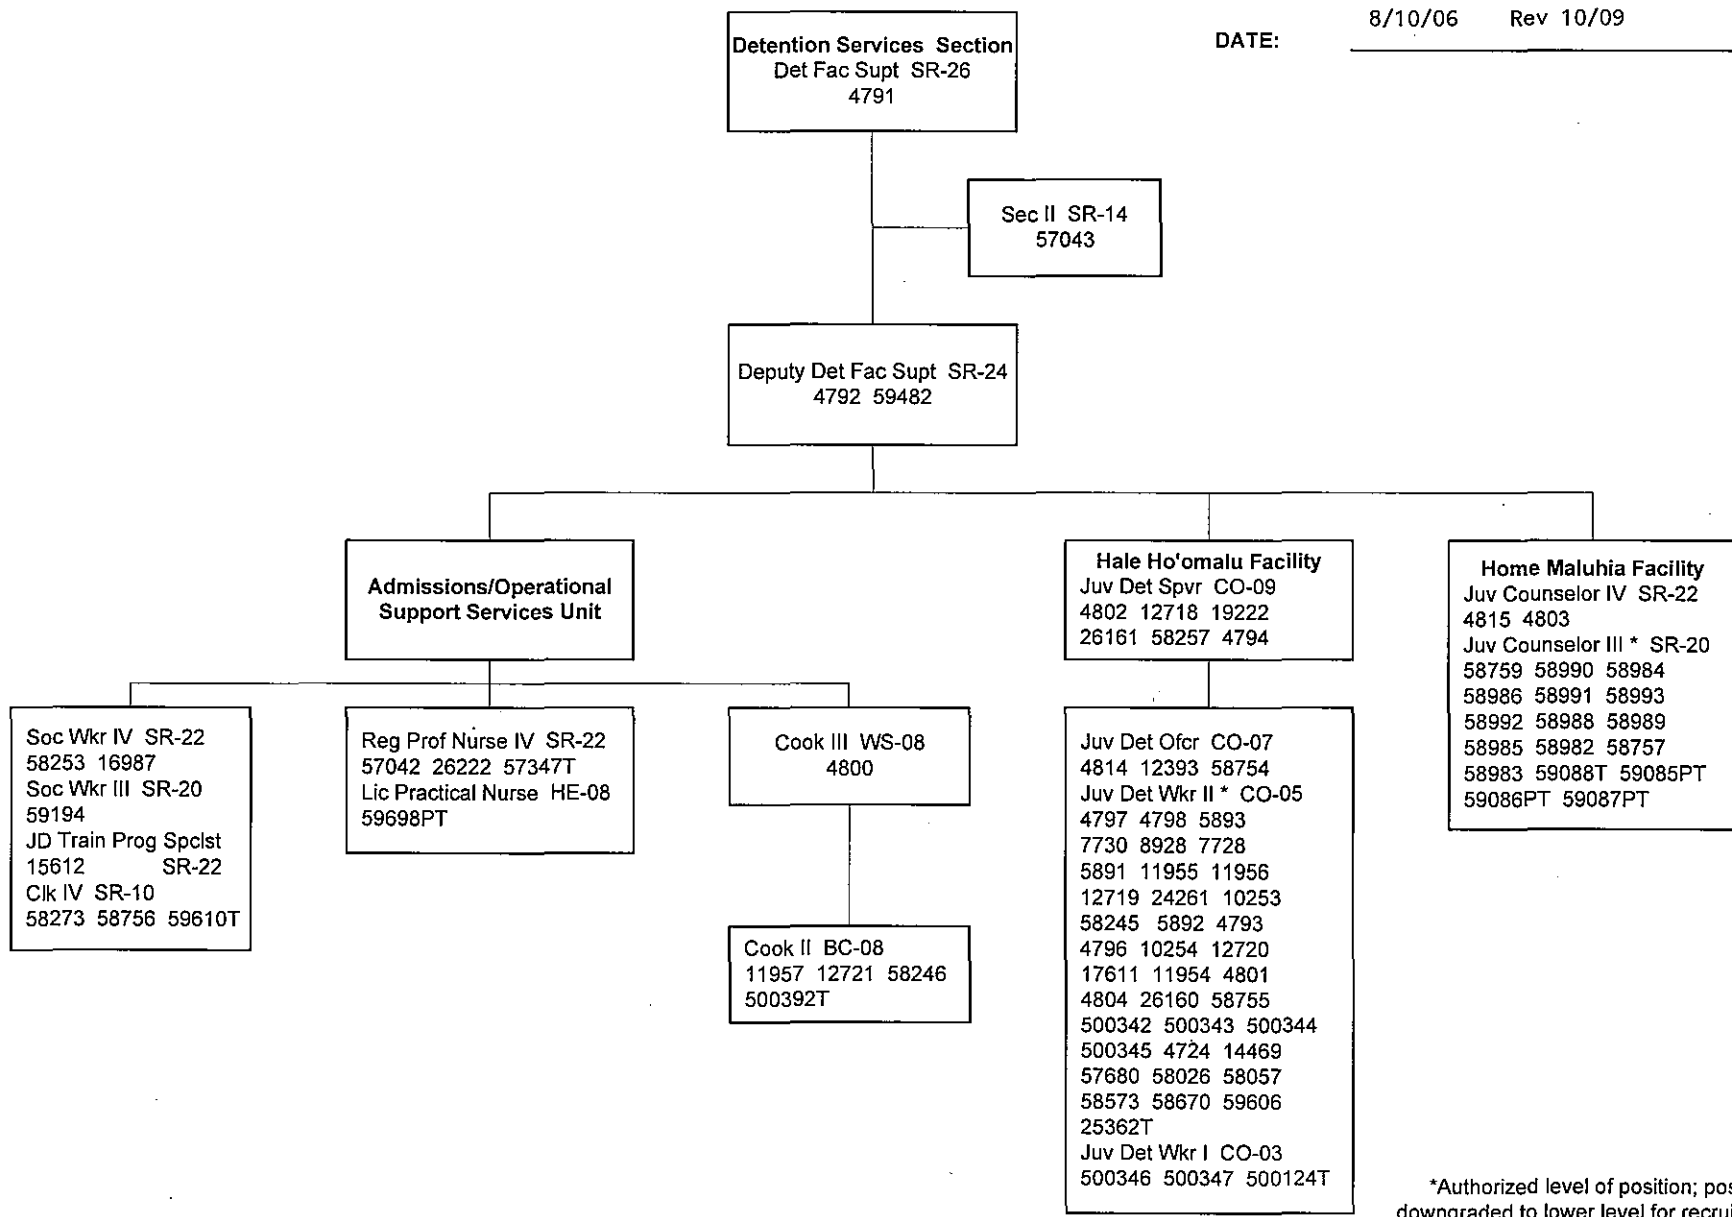 DATE:
8/10/06 Rev 10/09
Detention Services Section
Det Fac Supt SR-26
4791
Sec II SR-14
57043
Deputy Det Fac Supt SR-24
4792 59482
Admissions/Operational
Support Services Unit
Soc Wkr IV SR-22
58253 16987
Soc Wkr III SR-20
59194
JD Train Prog Spclst
15612 SR-22
Clk IV SR-10
58273 58756 59610T
Reg Prof Nurse IV SR-22
57042 26222 57347T
Lic Practical Nurse HE-08
59698PT
Cook III WS-08
4800
Cook II BC-08
11957 12721 58246
500392T
Hale Ho'omalu Facility
Juv Det Spvr CO-09
4802 12718 19222
26161 58257 4794
Juv Det Ofcr CO-07
4814 12393 58754
Juv Det Wkr II * CO-05
4797 4798 5893
7730 8928 7728
5891 11955 11956
12719 24261 10253
58245 5892 4793
4796 10254 12720
17611 11954 4801
4804 26160 58755
500342 500343 500344
500345 4724 14469
57680 58026 58057
58573 58670 59606
25362T
Juv Det Wkr I CO-03
500346 500347 500124T
Home Maluhia Facility
Juv Counselor IV SR-22
4815 4803
Juv Counselor III * SR-20
58759 58990 58984
58986 58991 58993
58992 58988 58989
58985 58982 58757
58983 59088T 59085PT
59086PT 59087PT
*Authorized level of position; pos
downgraded to lower level for recrui